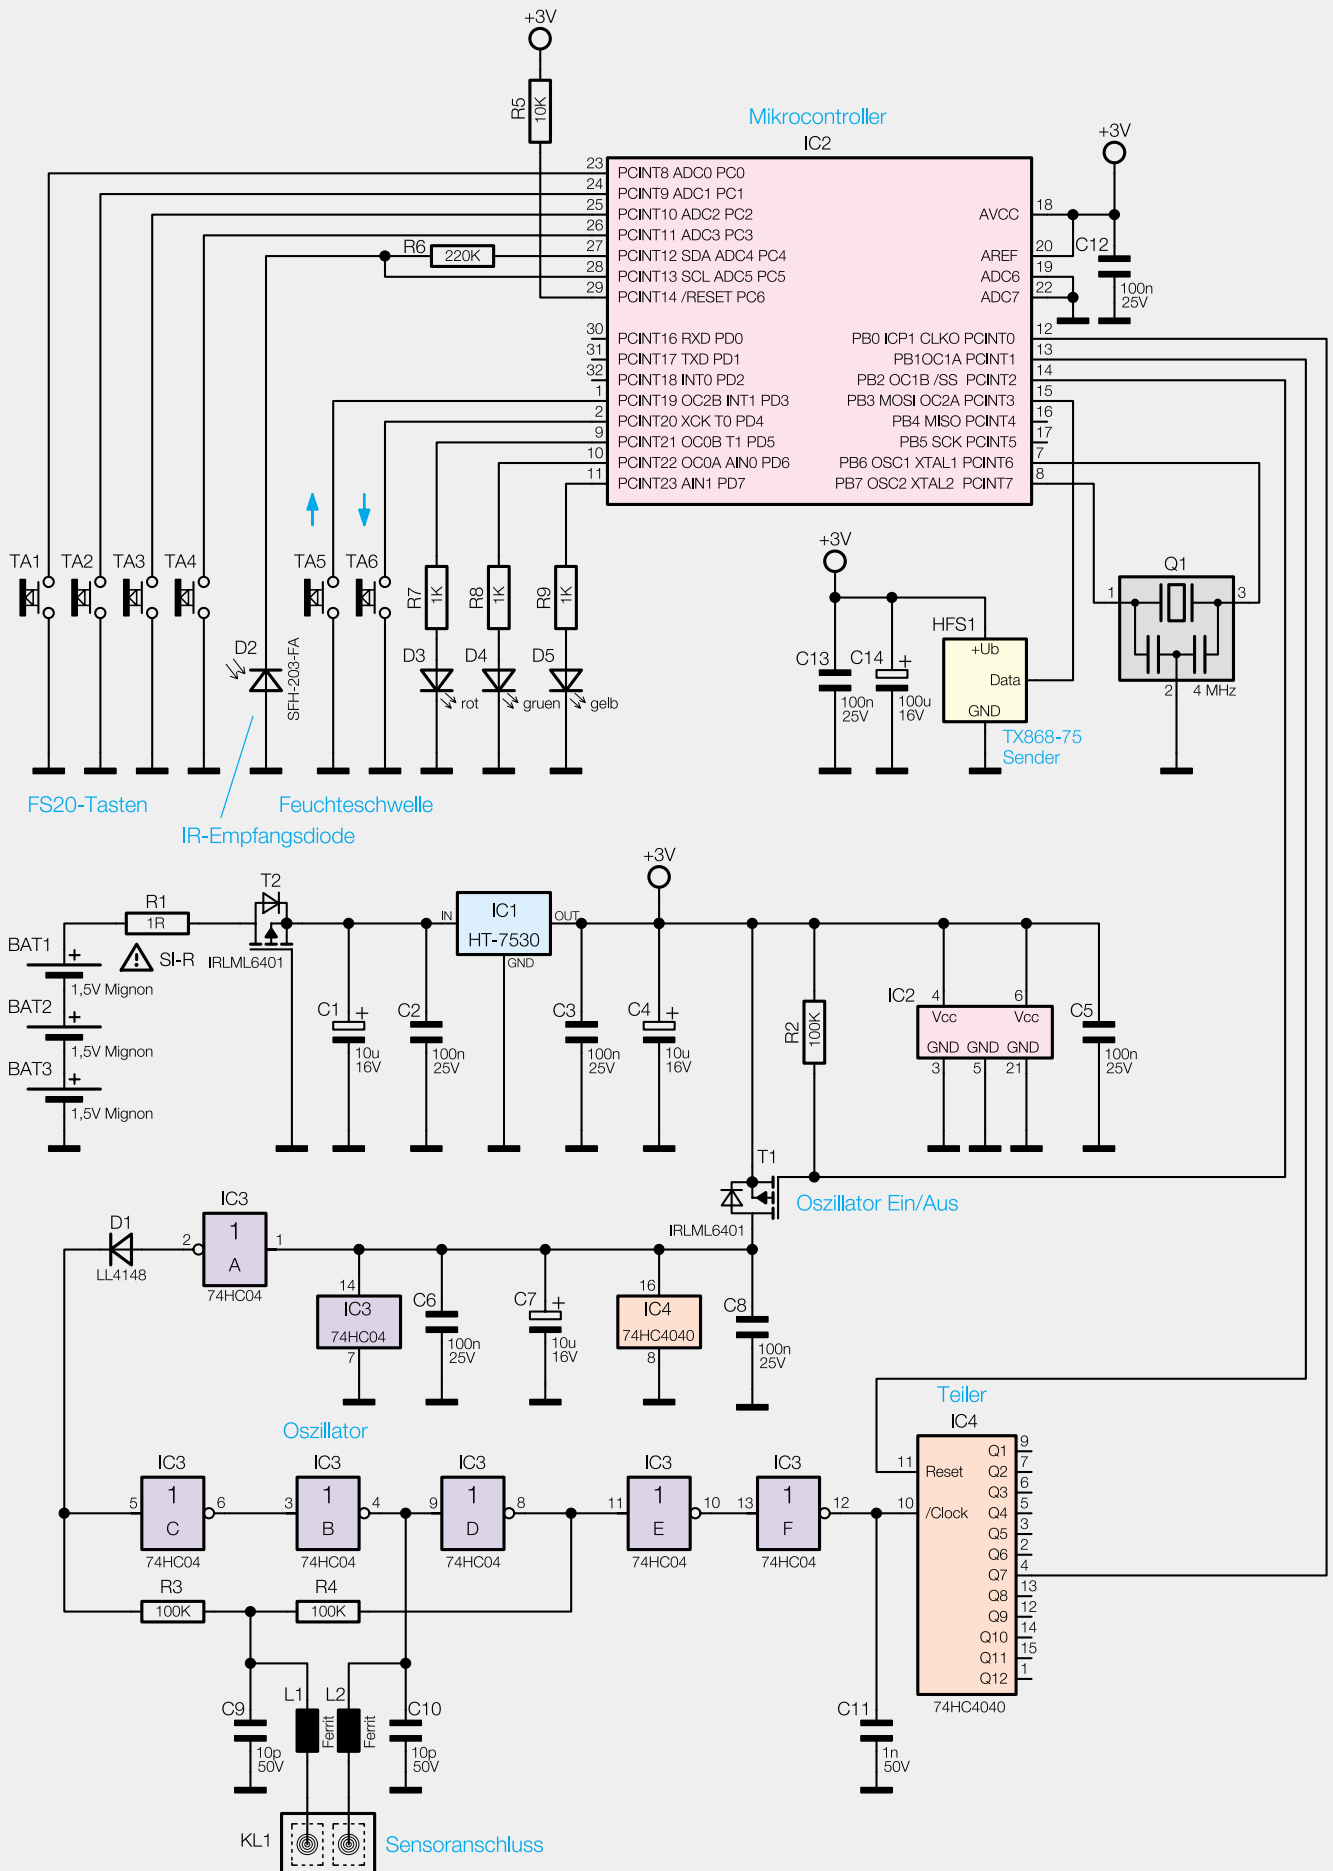 +3V
R5
10K
Mikrocontroller
IC2
+3V
23 PCINT8 ADC0 PC0
24 PCINT9 ADC1 PC1
25 PCINT10 ADC2 PC2
26 PCINT11 ADC3 PC3
R6
220K
27 PCINT12 SDA ADC4 PC4
28 PCINT13 SCL ADC5 PC5
29 PCINT14 /RESET PC6
30 PCINT16 RXD PD0
31 PCINT17 TXD PD1
32 PCINT18 INT0 PD2
1 PCINT19 OC2B INT1 PD3
2 PCINT20 XCK T0 PD4
9 PCINT21 OC0B T1 PD5
10 PCINT22 OC0A AIN0 PD6
11 PCINT23 AIN1 PD7
AVCC 18
AREF 20
ADC6 19
ADC7 22
C12
100n
25V
PB0 ICP1 CLKO PCINT0 12
PB1OC1A PCINT1 13
PB2 OC1B /SS PCINT2 14
PB3 MOSI OC2A PCINT3 15
PB4 MISO PCINT4 16
PB5 SCK PCINT5 17
PB6 OSC1 XTAL1 PCINT6 7
PB7 OSC2 XTAL2 PCINT7 8
TA1
TA2
TA3
TA4
TA5
TA6
D2
SFH-203-FA
R7
1K
R8
1K
R9
1K
D3
rot
D4
gruen
D5
gelb
+3V
C13
100n
25V
C14
+
100u
16V
HFS1
+Ub
Data
GND
TX868-75
Sender
Q1
1
3
2
4 MHz
FS20-Tasten
Feuchteschwelle
IR-Empfangsdiode
BAT1
+
1,5V Mignon
BAT2
+
1,5V Mignon
BAT3
+
1,5V Mignon
R1
1R
SI-R
T2
IRLML6401
C1
+
10u
16V
C2
100n
25V
IN
IC1
HT-7530
OUT
GND
C3
100n
25V
+3V
C4
+
10u
16V
R2
100K
IC2
4
6
Vcc
Vcc
GND GND GND
3
5
21
C5
100n
25V
T1
IRLML6401
Oszillator Ein/Aus
D1
LL4148
IC3
2
1
A
1
74HC04
14
IC3
74HC04
7
C6
100n
25V
C7
+
10u
16V
16
IC4
74HC4040
8
C8
100n
25V
Oszillator
IC3
5
1
C
6
74HC04
IC3
3
1
B
4
74HC04
IC3
9
1
D
8
74HC04
IC3
11
1
E
10
74HC04
IC3
13
1
F
12
74HC04
R3
100K
R4
100K
Teiler
IC4
11 Reset
10 /Clock
Q1 9
Q2 7
Q3 6
Q4 5
Q5 3
Q6 2
Q7 4
Q8 13
Q9 12
Q10 14
Q11 15
Q12 1
74HC4040
C9
10p
50V
L1
Ferrit
L2
Ferrit
C10
10p
50V
C11
1n
50V
KL1
Sensoranschluss